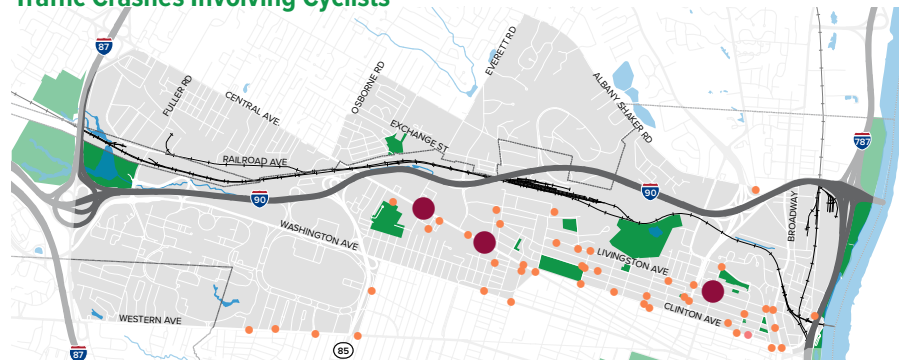 Traffic Crashes Involving Cyclists
87
FULLER RD
CENTRAL AVE
OSBORNE RD
EVERETT RD
ALBANY SHAKER RD
EXCHANGE ST
787
RAILROAD AVE
90
90
BROADWAY
WASHINGTON AVE
LIVINGSTON AVE
CLINTON AVE
WESTERN AVE
87
85